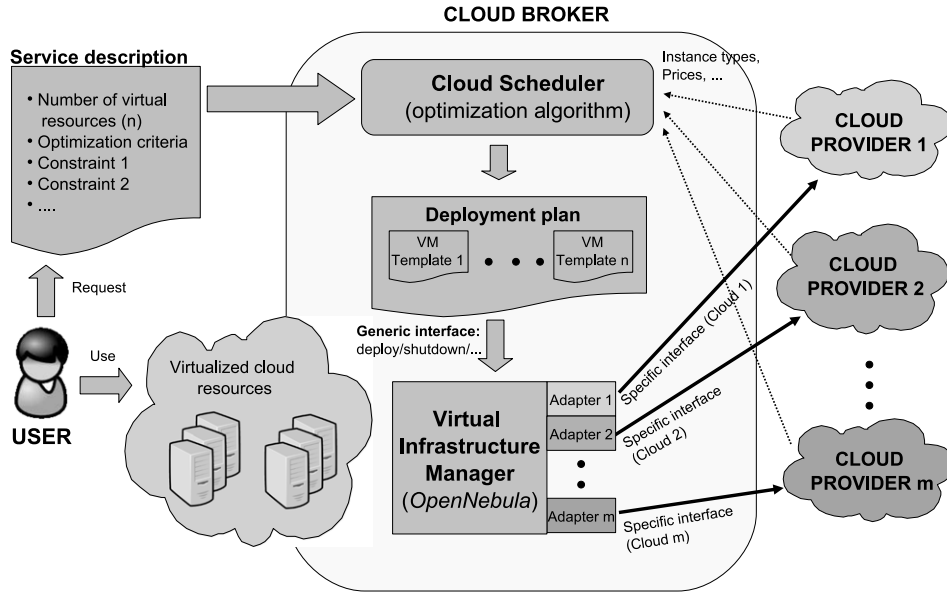 CLOUD BROKER
Service description
• Number of virtual
resources (n)
• Optimization criteria
• Constraint 1
• Constraint 2
• ....
Cloud Scheduler
(optimization algorithm)
Instance types,
Prices, ...
CLOUD
PROVIDER 1
Deployment plan
VM
Template 1
• • •
VM
Template n
CLOUD
PROVIDER 2
Request
Generic interface:
deploy/shutdown/...
Specific interface (Cloud 1)
Use
USER
Virtualized cloud
resources
Virtual
Infrastructure
Manager
(OpenNebula)
Adapter 1
Adapter 2
Adapter m
Specific interface
(Cloud 2)
Specific interface
(Cloud m)
CLOUD
PROVIDER m